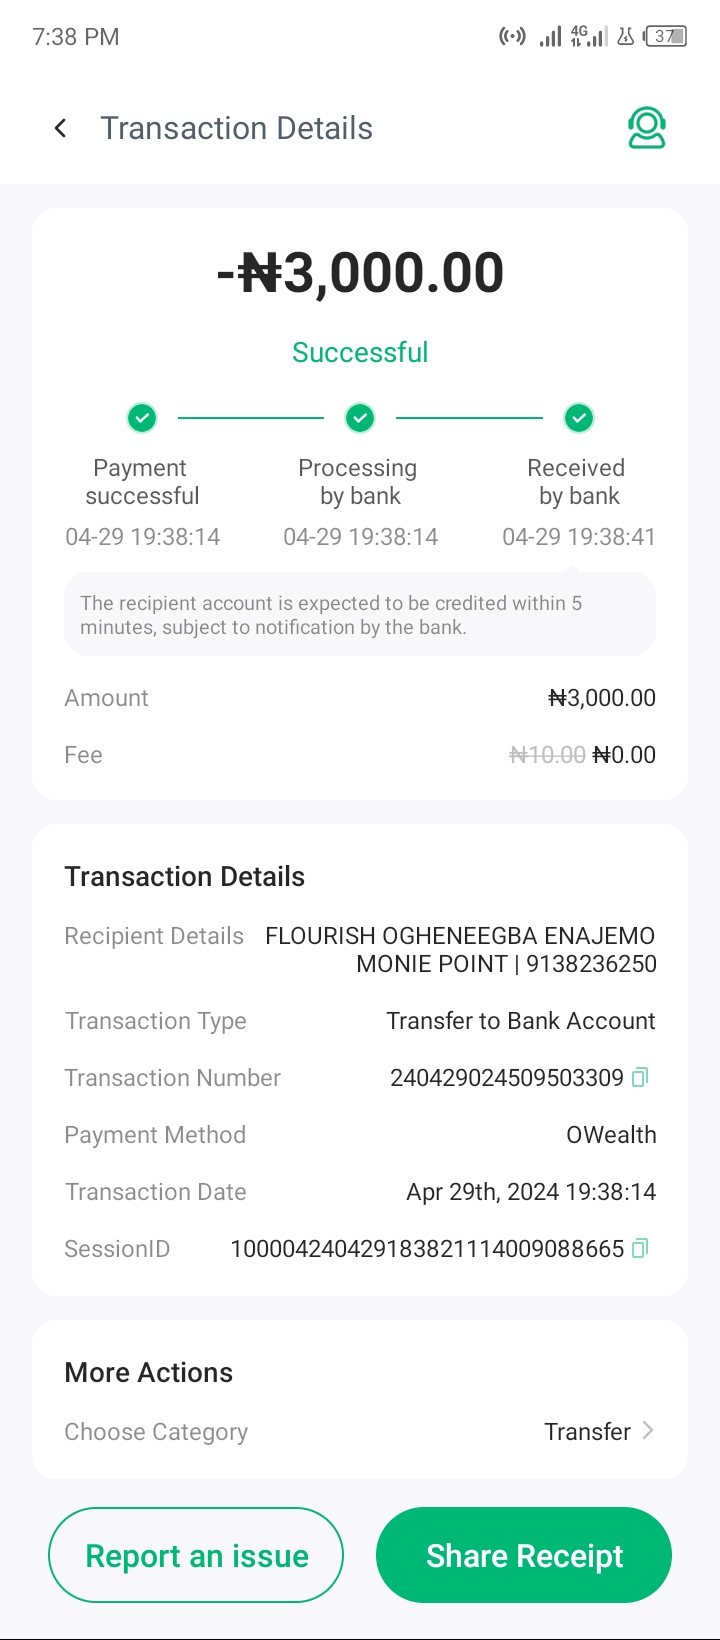 7:38 PM 4G 37
Transaction Details
-₦3,000.00
Successful
Payment successful
Processing by bank
Received by bank
04-29 19:38:14 04-29 19:38:14 04-29 19:38:41
The recipient account is expected to be credited within 5
minutes, subject to notification by the bank.
Amount ₦3,000.00
Fee ₦10.00 ₦0.00
Transaction Details
Recipient Details FLOURISH OGHENEEGBA ENAJEMO
MONIE POINT | 9138236250
Transaction Type Transfer to Bank Account
Transaction Number 240429024509503309
Payment Method OWealth
Transaction Date Apr 29th, 2024 19:38:14
SessionID 100004240429183821114009088665
More Actions
Choose Category Transfer
Report an issue Share Receipt